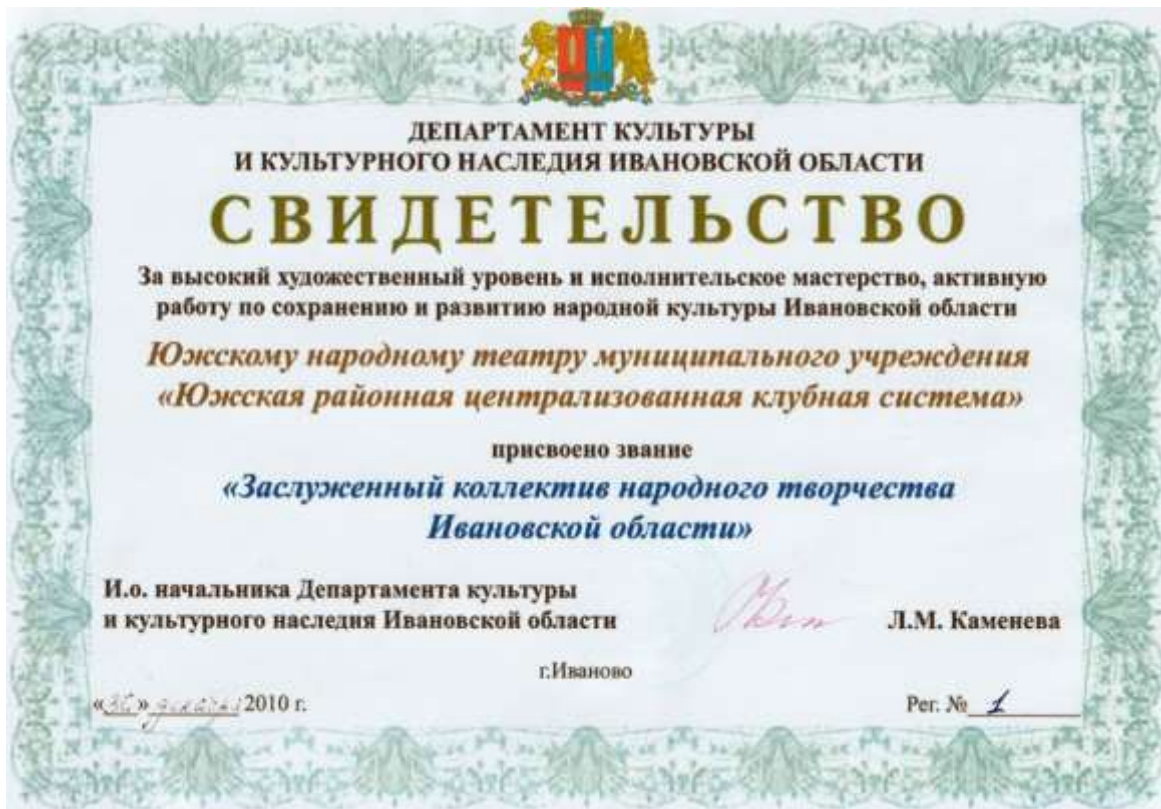 ДЕПАРТАМЕНТ КУЛЬТУРЫ
И КУЛЬТУРНОГО НАСЛЕДИЯ ИВАНОВСКОЙ ОБЛАСТИ
СВИДЕТЕЛЬСТВО
За высокий художественный уровень и исполнительское мастерство, активную
работу по сохранению и развитию народной культуры Ивановской области
Южскому народному театру муниципального учреждения
«Южская районная централизованная клубная система»
присвоено звание
«Заслуженный коллектив народного творчества
Ивановской области»
И.о. начальника Департамента культуры
и культурного наследия Ивановской области Л.М. Каменева
г.Иваново
«30» декабря 2010 г. Рег. № 1